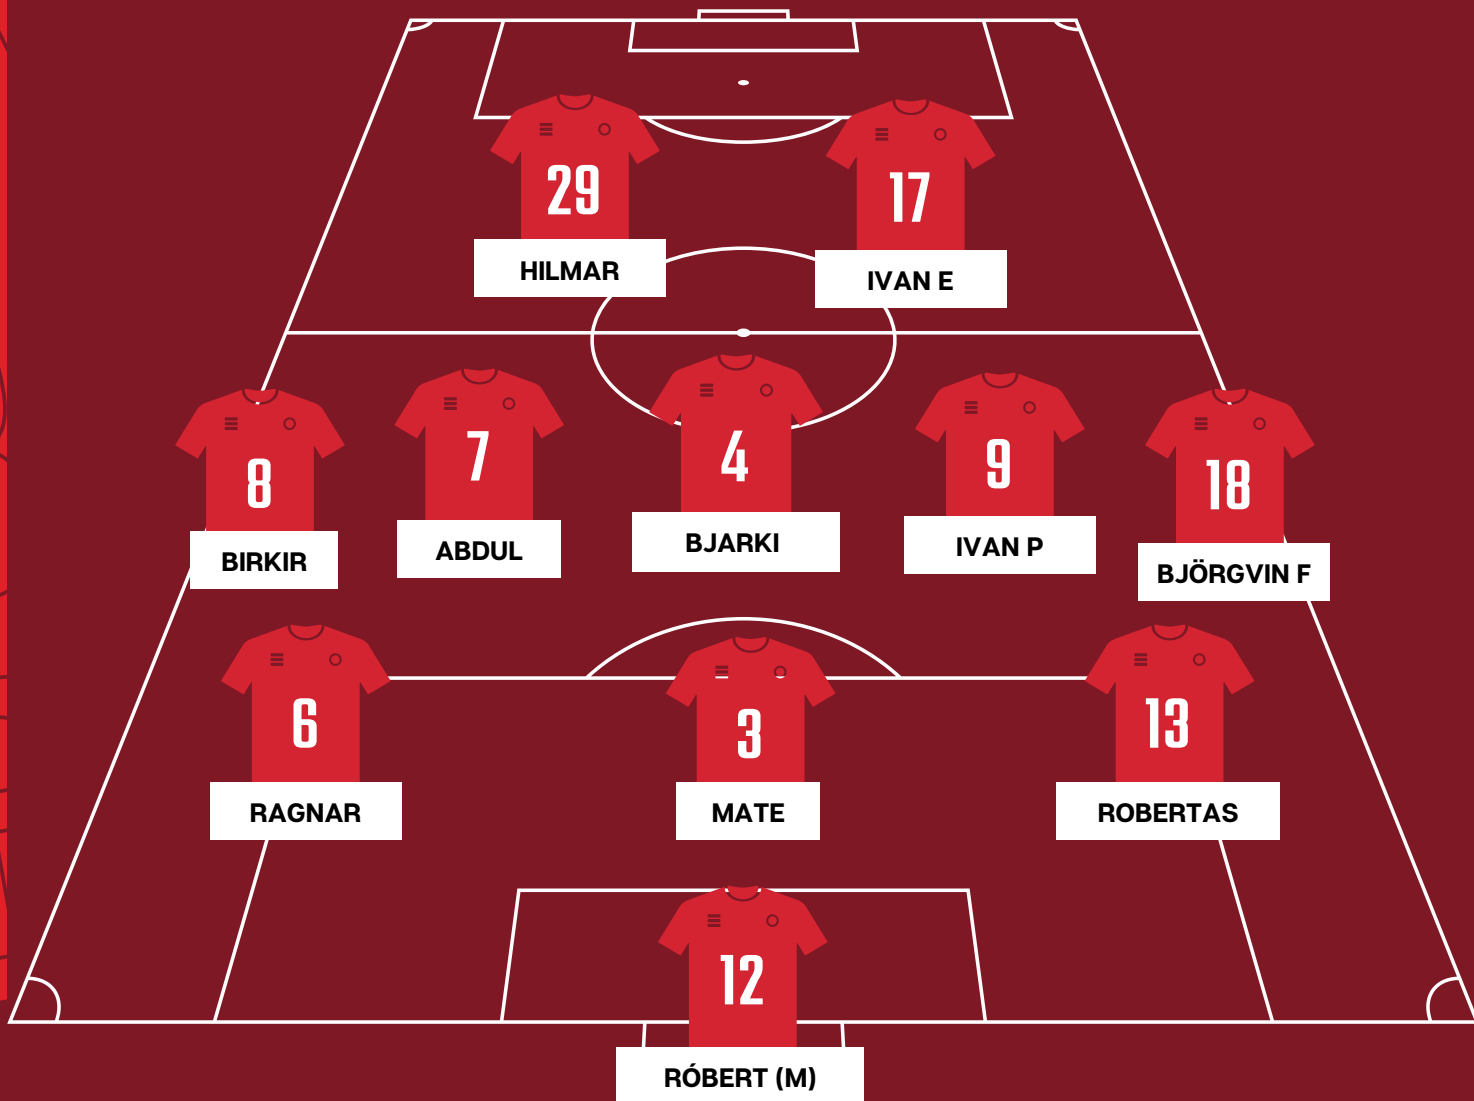 29
HILMAR
17
IVAN E
8
BIRKIR
7
ABDUL
4
BJARKI
9
IVAN P
18
BJÖRGVIN F
6
RAGNAR
3
MATE
13
ROBERTAS
12
RÓBERT (M)